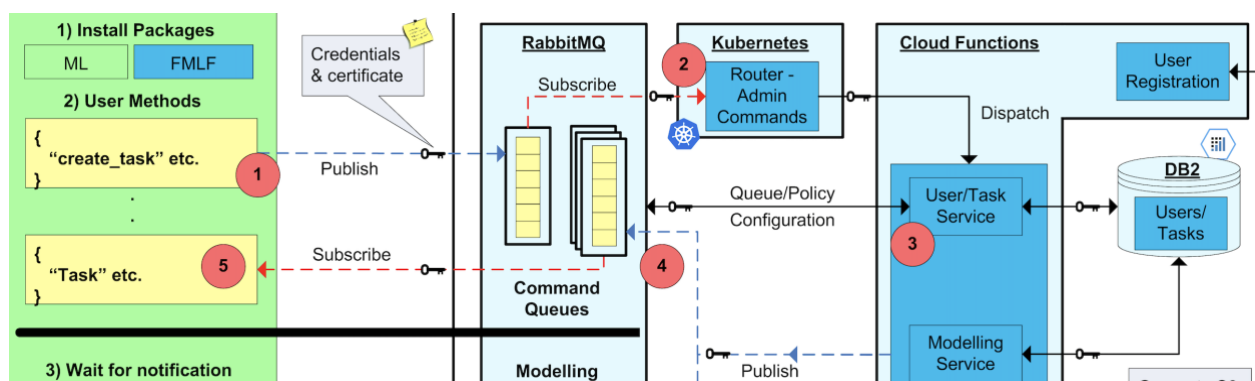 1) Install Packages
ML
FMLF
2) User Methods
{
“create_task” etc.
}
1
.
.
{
“Task” etc.
}
5
3) Wait for notification
Credentials
& certificate
Publish
Subscribe
RabbitMQ
Subscribe
Command
Queues
Modelling
Kubernetes
2
Router -
Admin
Commands
Queue/Policy
Configuration
4
Publish
Cloud Functions
User
Registration
Dispatch
User/Task
Service
3
Modelling
Service
DB2
Users/
Tasks